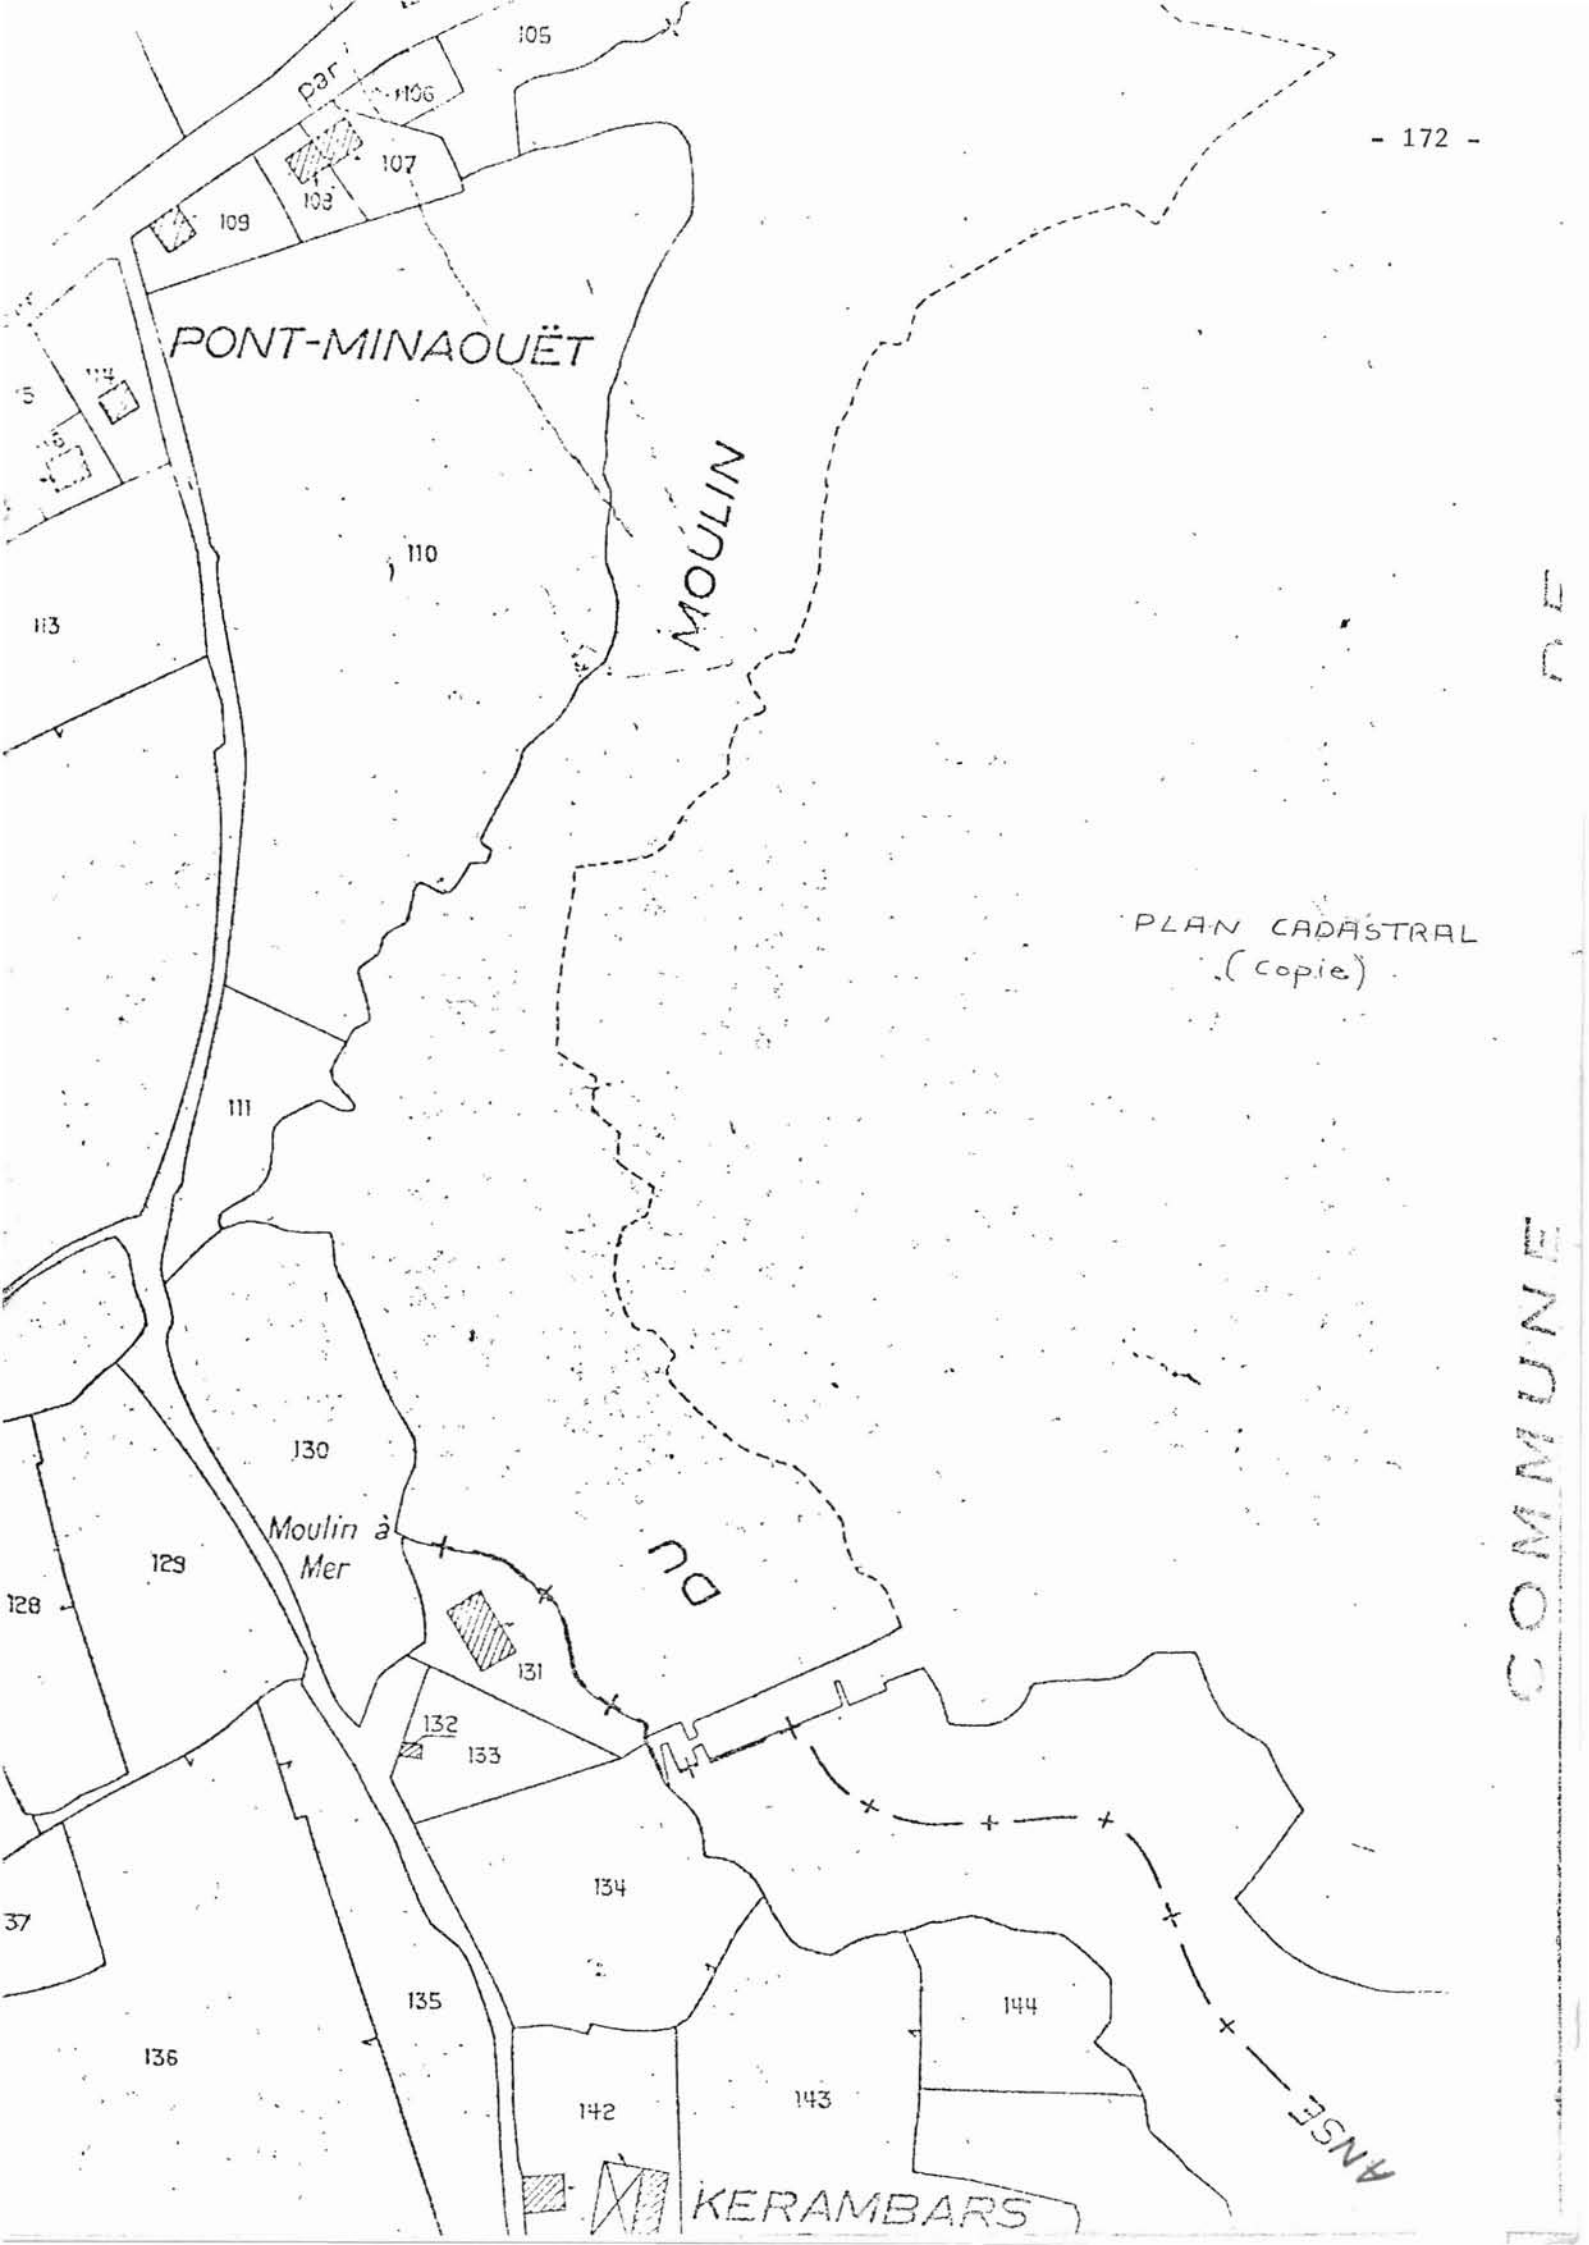 105
par
106
- 172 -
107
108
109
PONT-MINAOUËT
114
MOULIN
110
113
DE
PLAN CADASTRAL
(copie)
111
COMMUNE
130
Moulin à
Mer
129
DU
128
131
132
133
134
37
135
144
136
143
142
ANSE
KERAMBARS